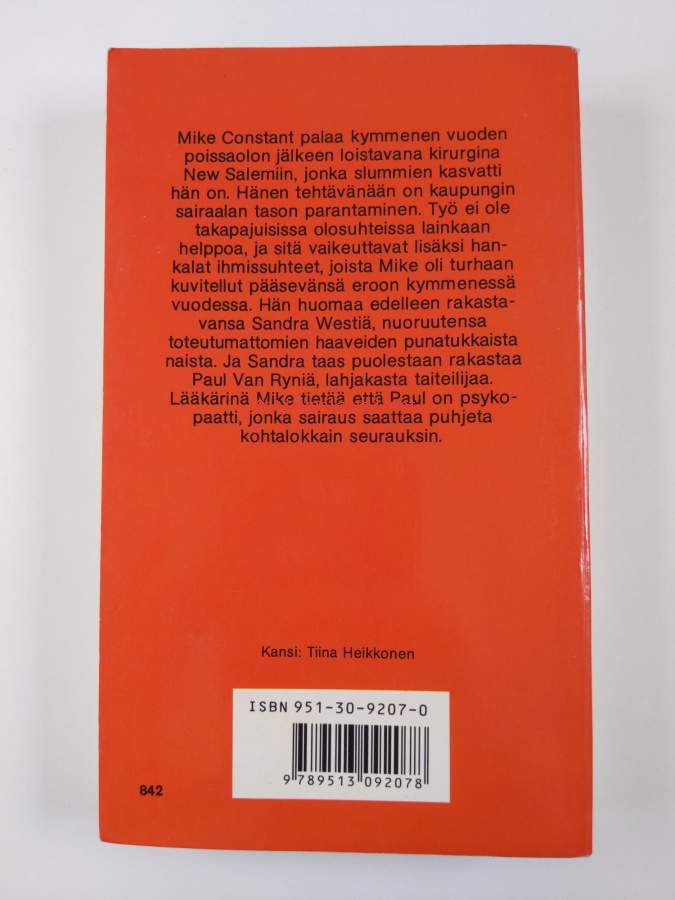 Mike Constant palaa kymmenen vuoden
poissaolon jälkeen loistavana kirurgina
New Salemiin, jonka slummien kasvatti
hän on. Hänen tehtävänään on kaupungin
sairaalan tason parantaminen. Työ ei ole
takapajuisissa olosuhteissa lainkaan
helppoa, ja sitä vaikeuttavat lisäksi han-
kalat ihmissuhteet, joista Mike oli turhaan
kuvitellut pääsevänsä eroon kymmenessä
vuodessa. Hän huomaa edelleen rakasta-
vansa Sandra Westiä, nuoruutensa
toteutumattomien haaveiden punatukkaista
naista. Ja Sandra taas puolestaan rakastaa
Paul Van Ryniä, lahjakasta taiteilijaa.
Lääkärinä Mike tietää että Paul on psyko-
paatti, jonka sairaus saattaa puhjeta
kohtalokkain seurauksin.
Kansi: Tiina Heikkonen
ISBN 951-30-9207-0
9 789513 092078
842